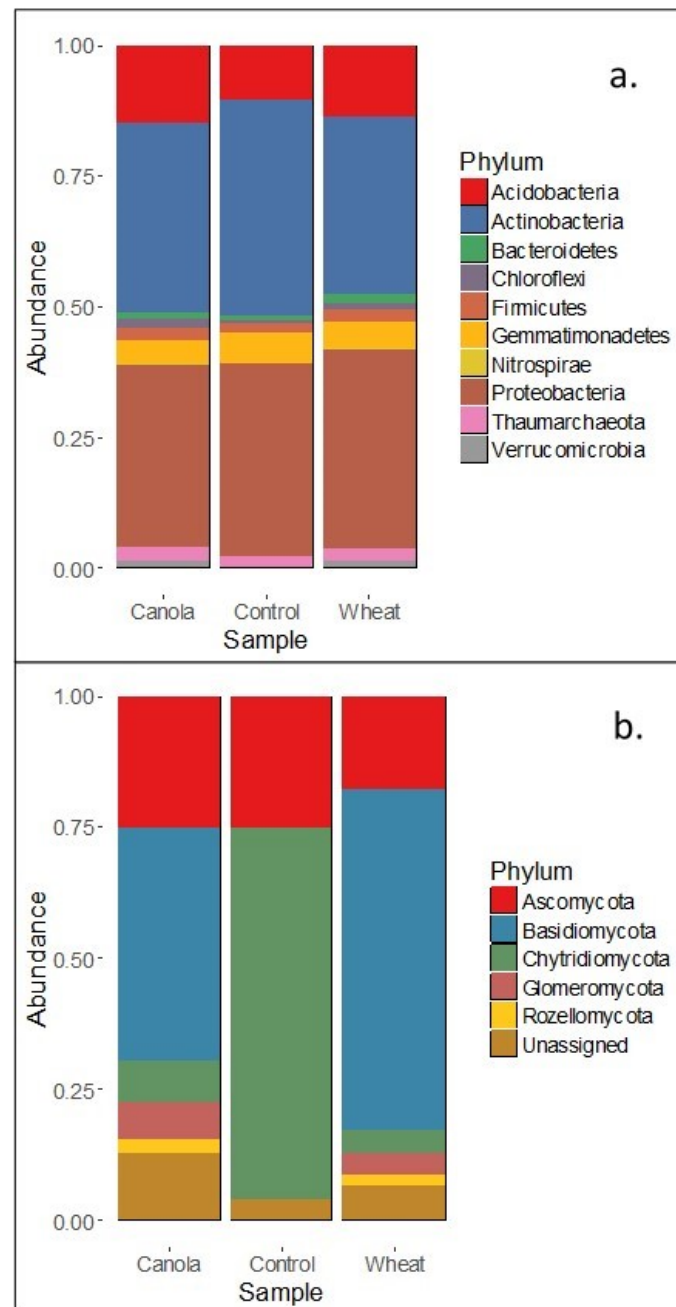 a.
1.00
0.75
0.50
0.25
0.00
Abundance
Canola
Control
Wheat
Sample
Phylum
Acidobacteria
Actinobacteria
Bacteroidetes
Chloroflexi
Firmicutes
Gemmatimonadetes
Nitrospirae
Proteobacteria
Thaumarchaeota
Verrucomicrobia
b.
1.00
0.75
0.50
0.25
0.00
Abundance
Canola
Control
Wheat
Sample
Phylum
Ascomycota
Basidiomycota
Chytridiomycota
Glomeromycota
Rozellomycota
Unassigned